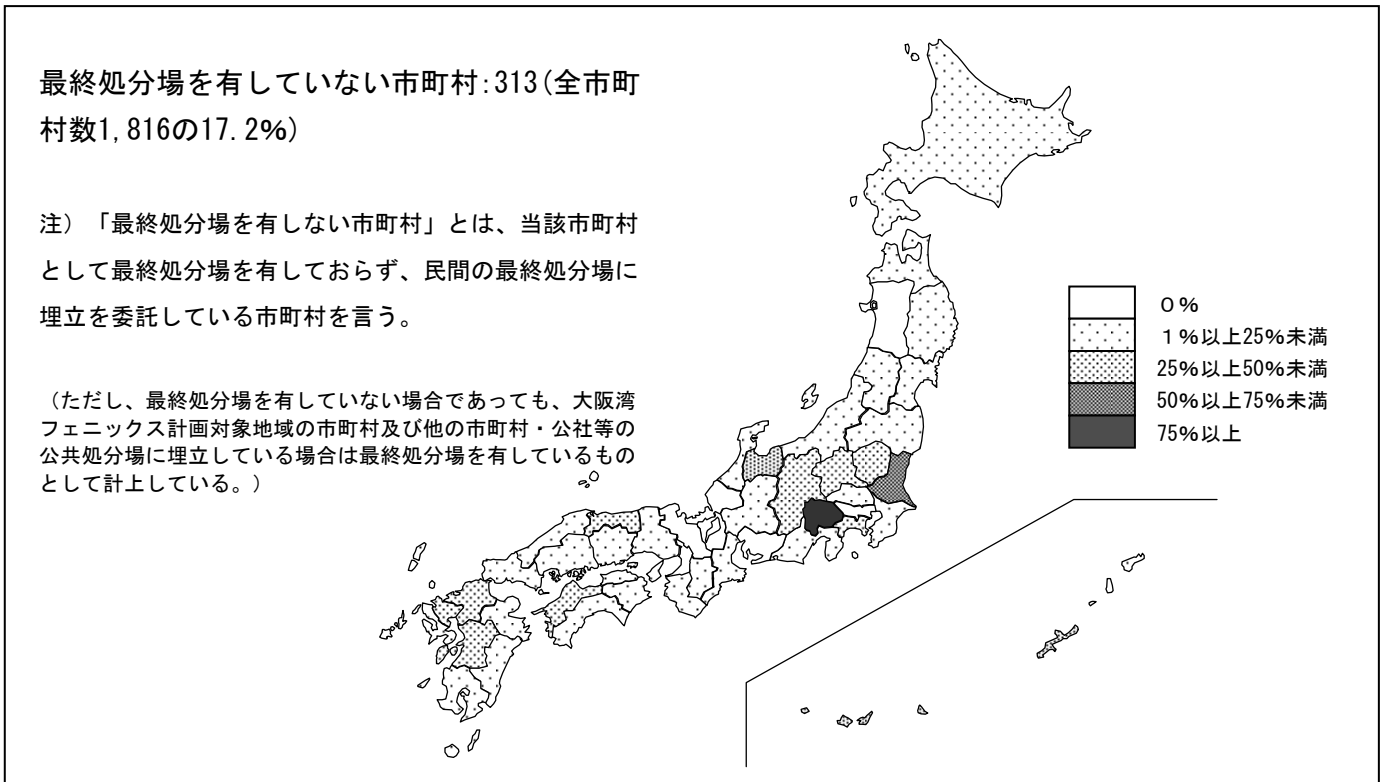 最終処分場を有していない市町村:313(全市町
村数1,816の17.2%)
注) 「最終処分場を有しない市町村」とは、当該市町村
として最終処分場を有しておらず、民間の最終処分場に
埋立を委託している市町村を言う。
(ただし、最終処分場を有していない場合であっても、大阪湾
フェニックス計画対象地域の市町村及び他の市町村・公社等の
公共処分場に埋立している場合は最終処分場を有しているもの
として計上している。)
0%
1%以上25%未満
25%以上50%未満
50%以上75%未満
75%以上